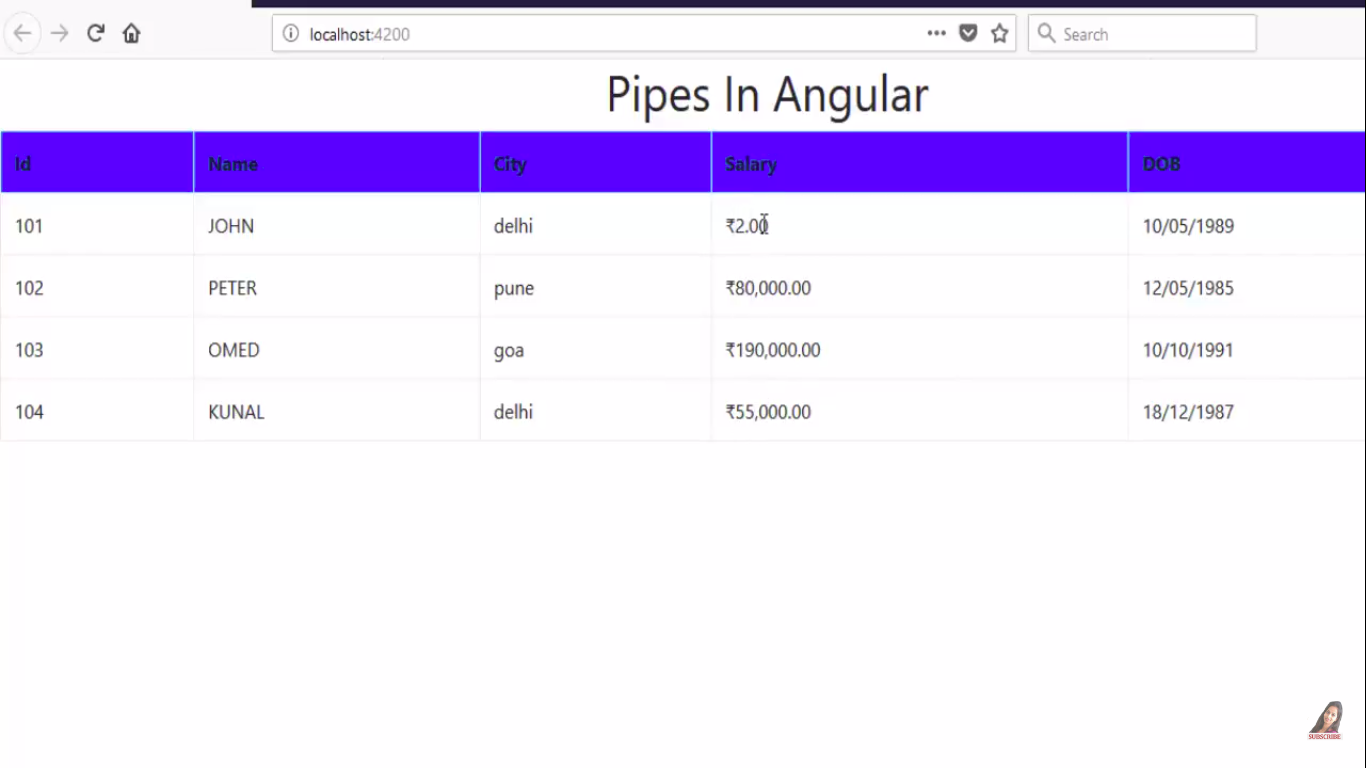 localhost:4200
Search
Pipes In Angular
Id Name City Salary DOB
101 JOHN delhi ₹2.00 10/05/1989
102 PETER pune ₹80,000.00 12/05/1985
103 OMED goa ₹190,000.00 10/10/1991
104 KUNAL delhi ₹55,000.00 18/12/1987
SUBSCRIBE